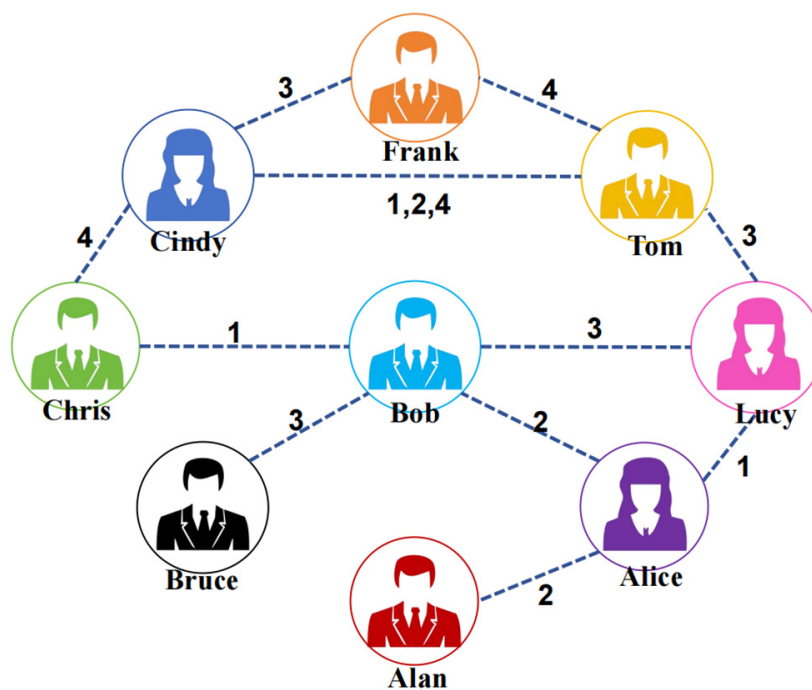 3
4
Frank
1,2,4
Cindy
Tom
4
3
1
3
Chris
Bob
Lucy
3
2
1
Bruce
Alice
2
Alan